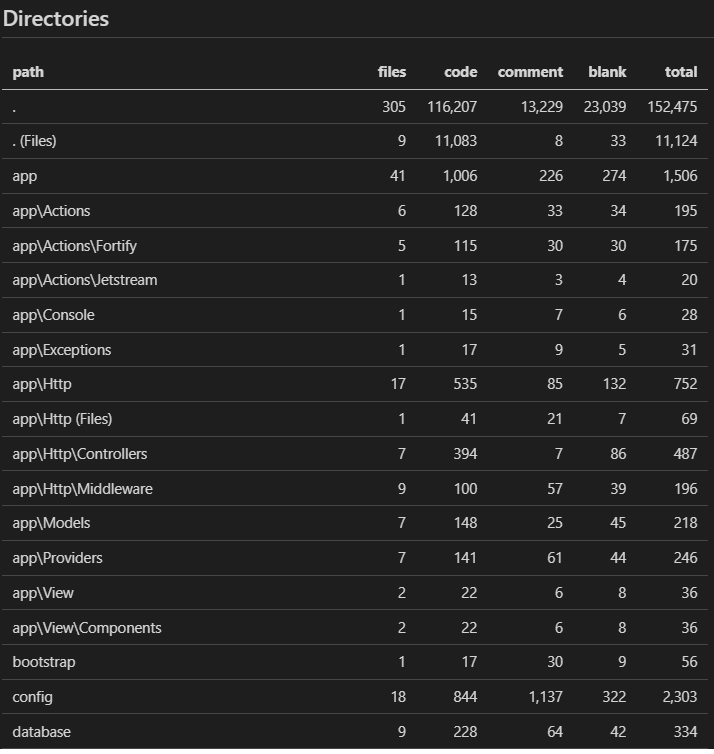 Directories
path files code comment blank total
. 305 116,207 13,229 23,039 152,475
. (Files) 9 11,083 8 33 11,124
app 41 1,006 226 274 1,506
app\Actions 6 128 33 34 195
app\Actions\Fortify 5 115 30 30 175
app\Actions\Jetstream 1 13 3 4 20
app\Console 1 15 7 6 28
app\Exceptions 1 17 9 5 31
app\Http 17 535 85 132 752
app\Http (Files) 1 41 21 7 69
app\Http\Controllers 7 394 7 86 487
app\Http\Middleware 9 100 57 39 196
app\Models 7 148 25 45 218
app\Providers 7 141 61 44 246
app\View 2 22 6 8 36
app\View\Components 2 22 6 8 36
bootstrap 1 17 30 9 56
config 18 844 1,137 322 2,303
database 9 228 64 42 334